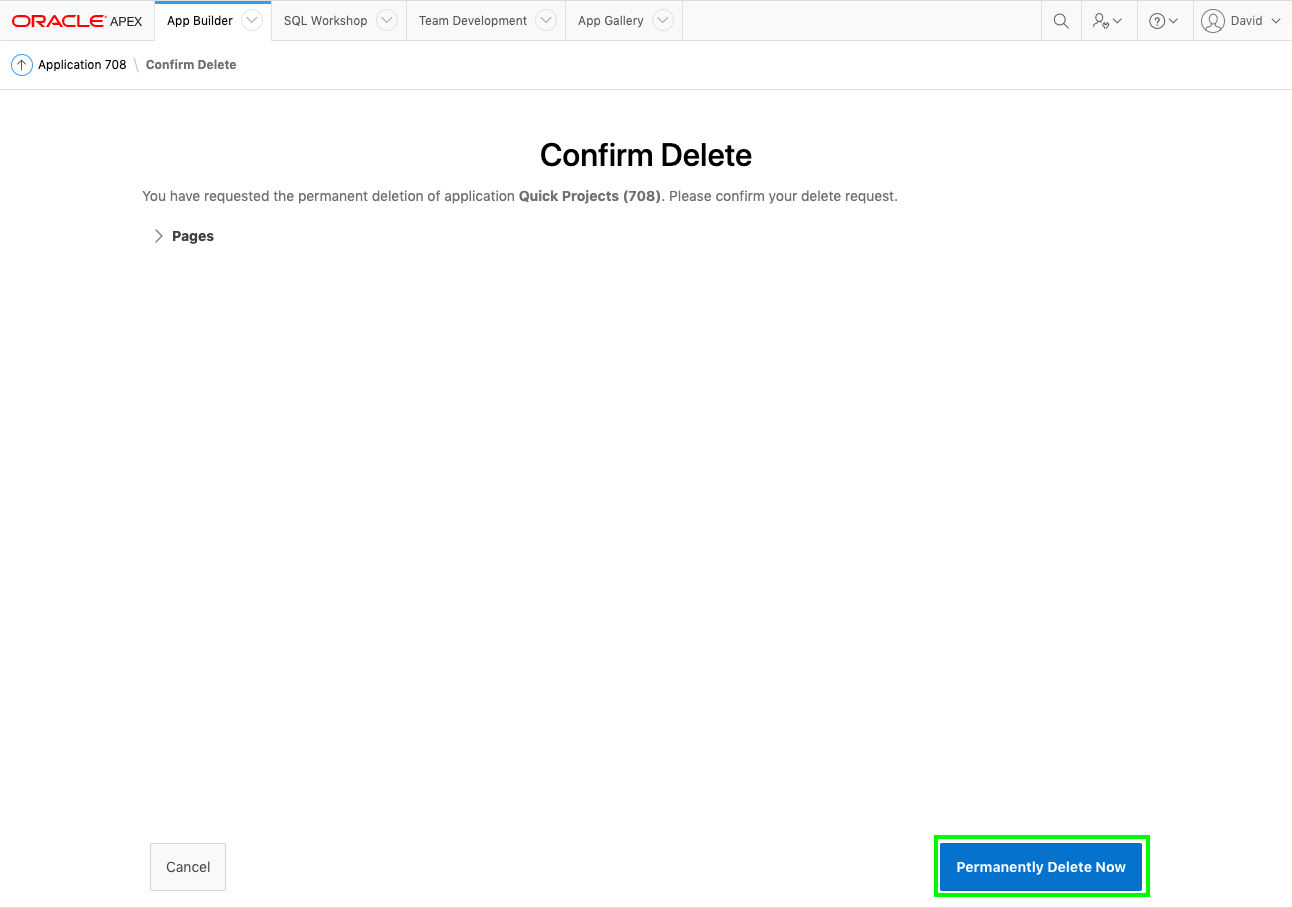 ORACLE APEX App Builder SQL Workshop Team Development App Gallery David
Application 708 \ Confirm Delete
Confirm Delete
You have requested the permanent deletion of application Quick Projects (708). Please confirm your delete request.
Pages
Cancel Permanently Delete Now